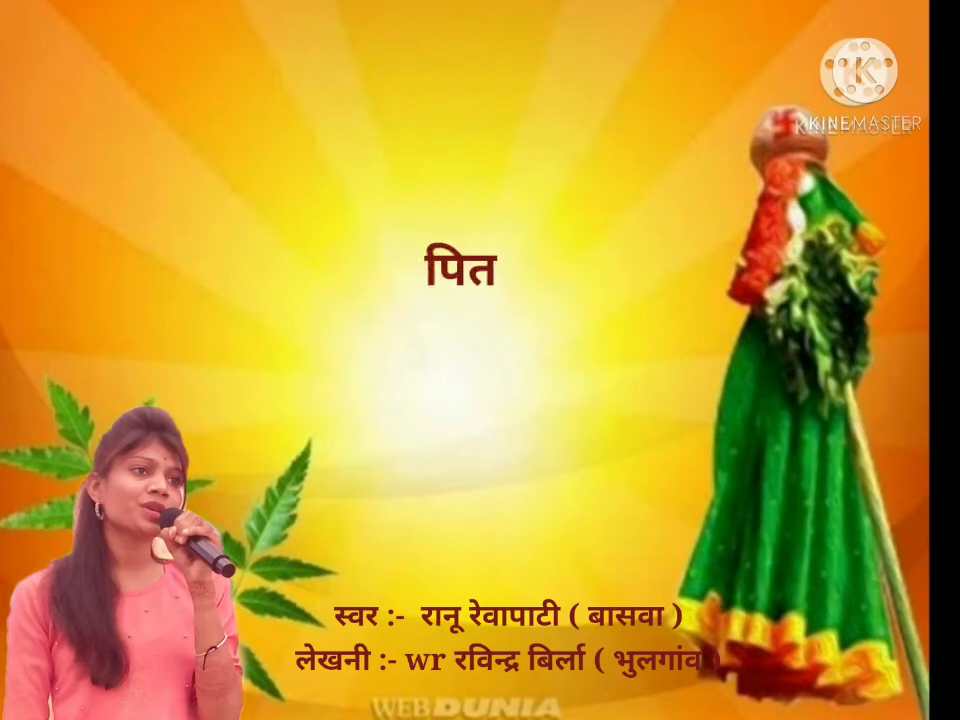 KINEMASTER
पित
स्वर :- रानू रेवापाटी ( बासवा )
लेखनी :- wr रविन्द्र बिर्ला ( भुलगांव )
WEBDUNIA